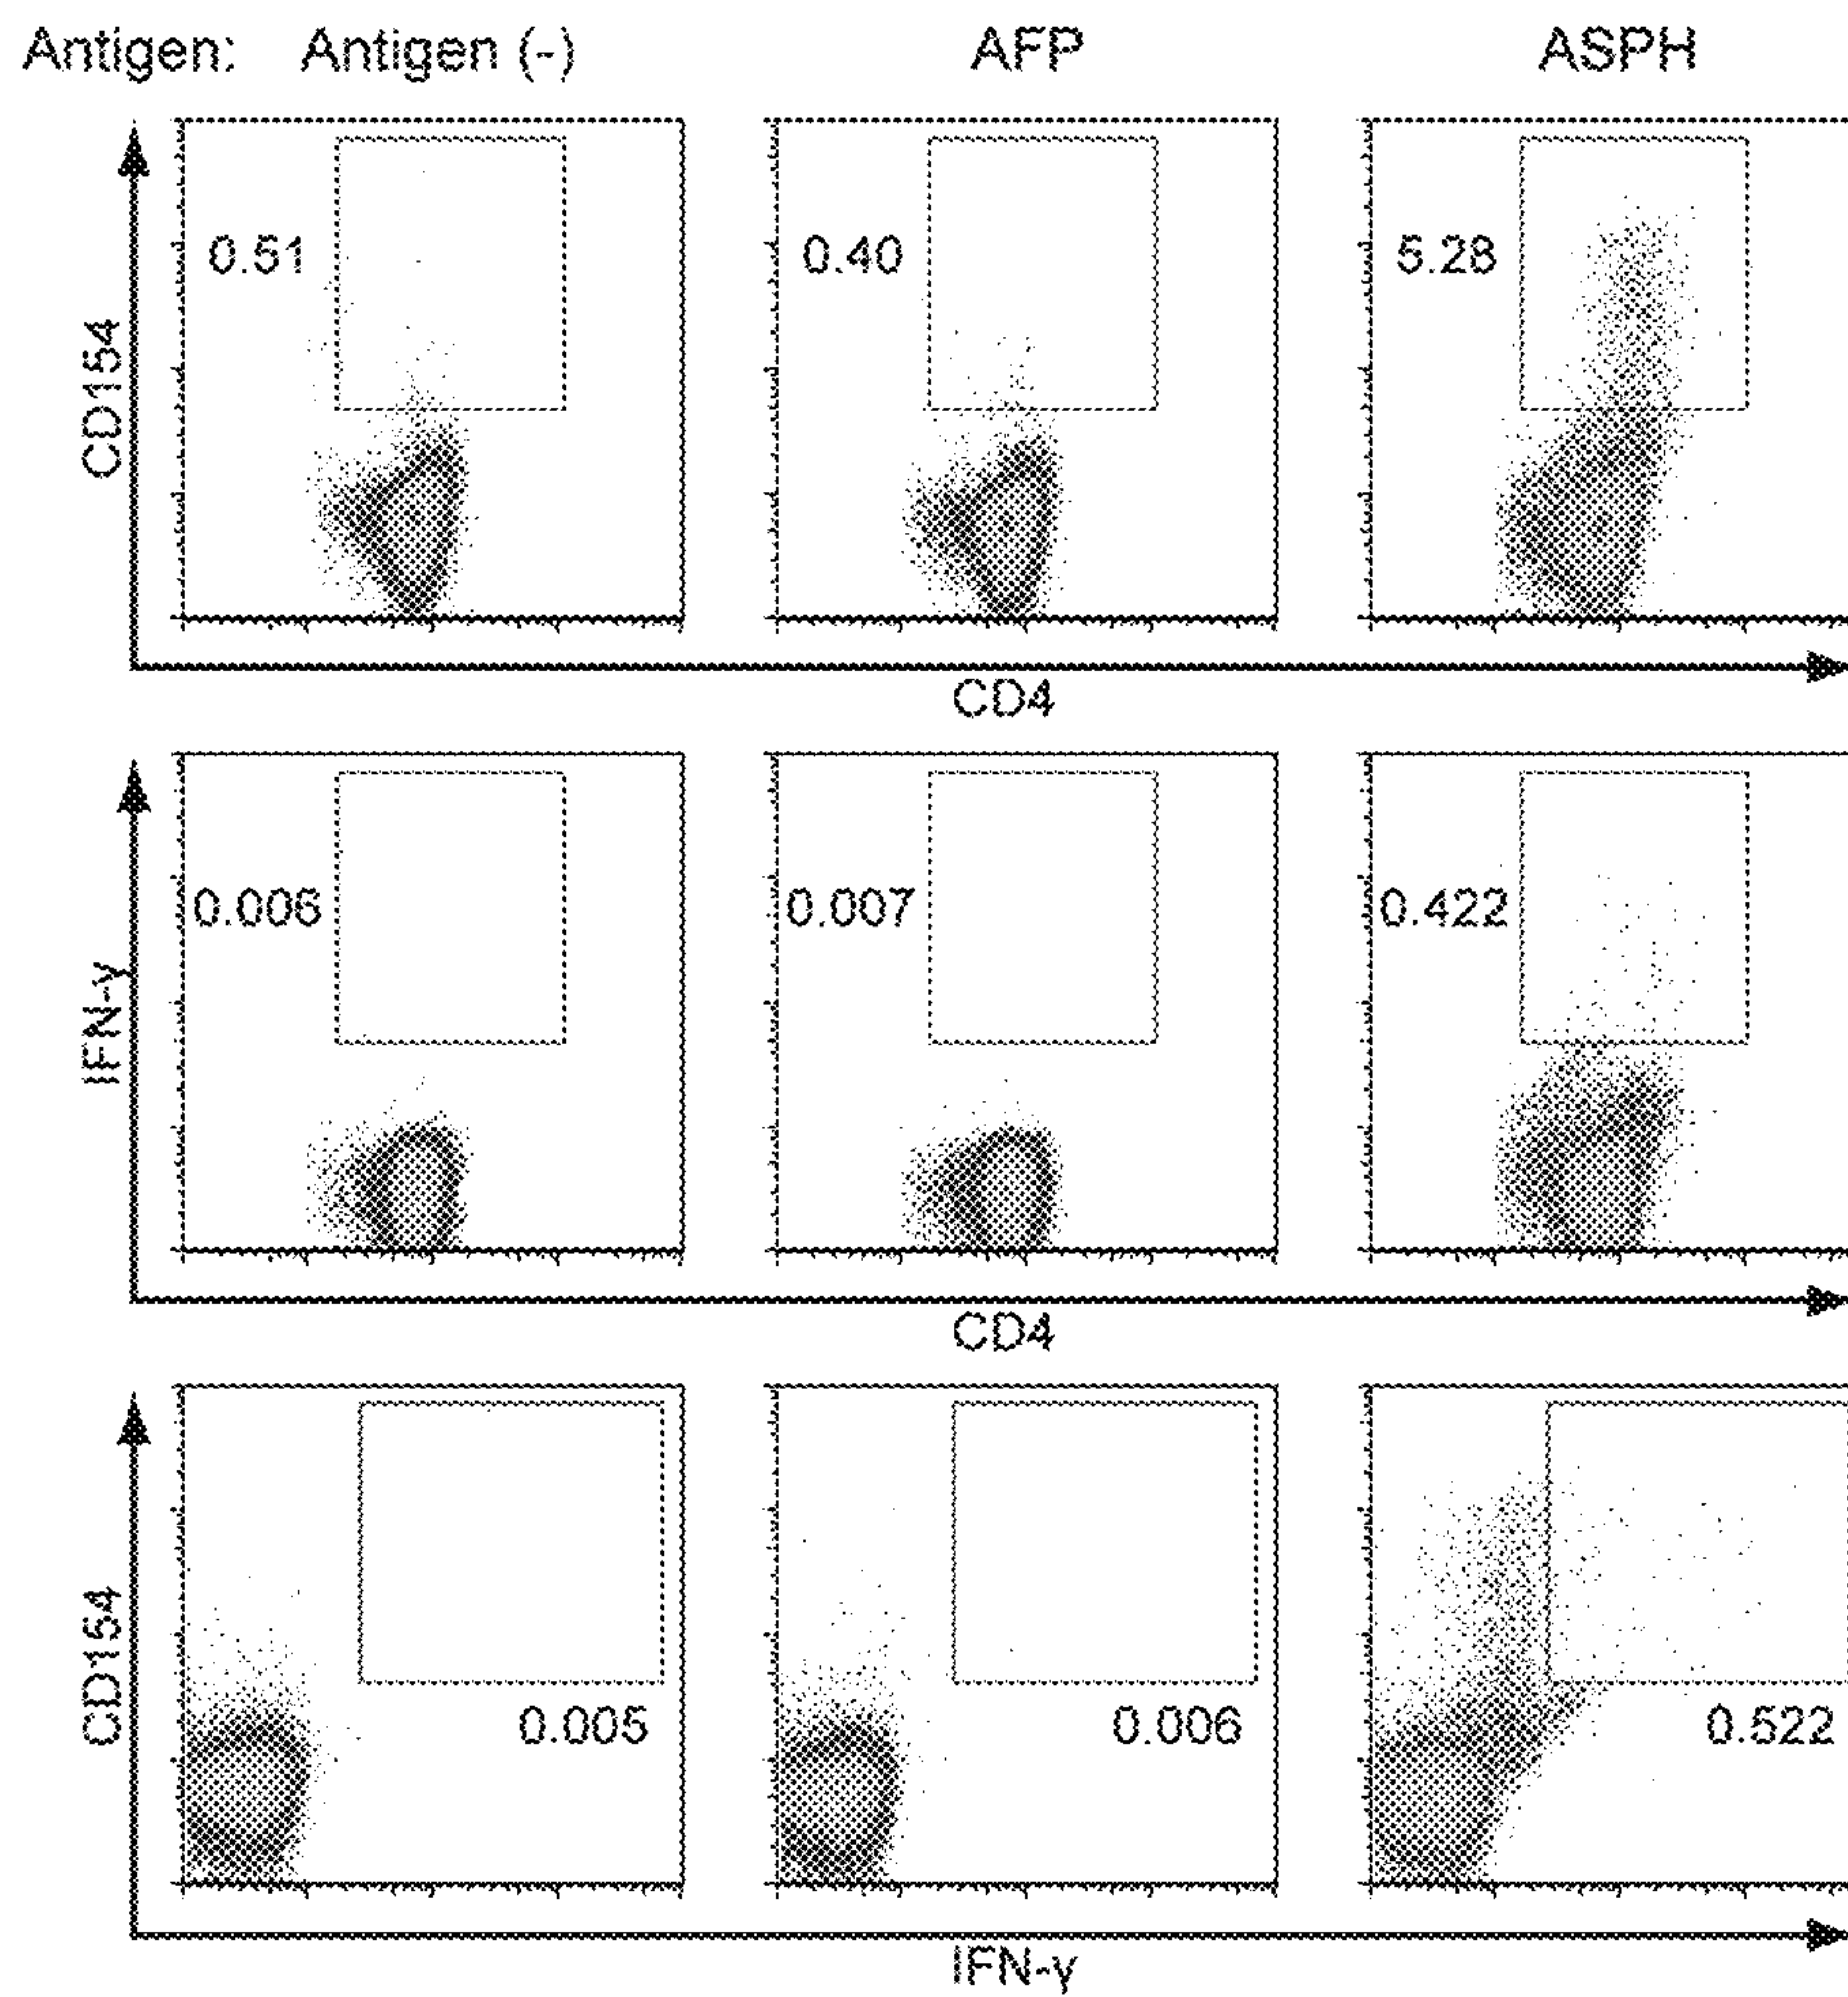 Antigen: Antigen (-) AFP ASPH
CD154
0.51 0.40 5.28
CD4
IFN-γ
0.006 0.007 0.422
CD4
CD154
0.005 0.006 0.522
IFN-γ